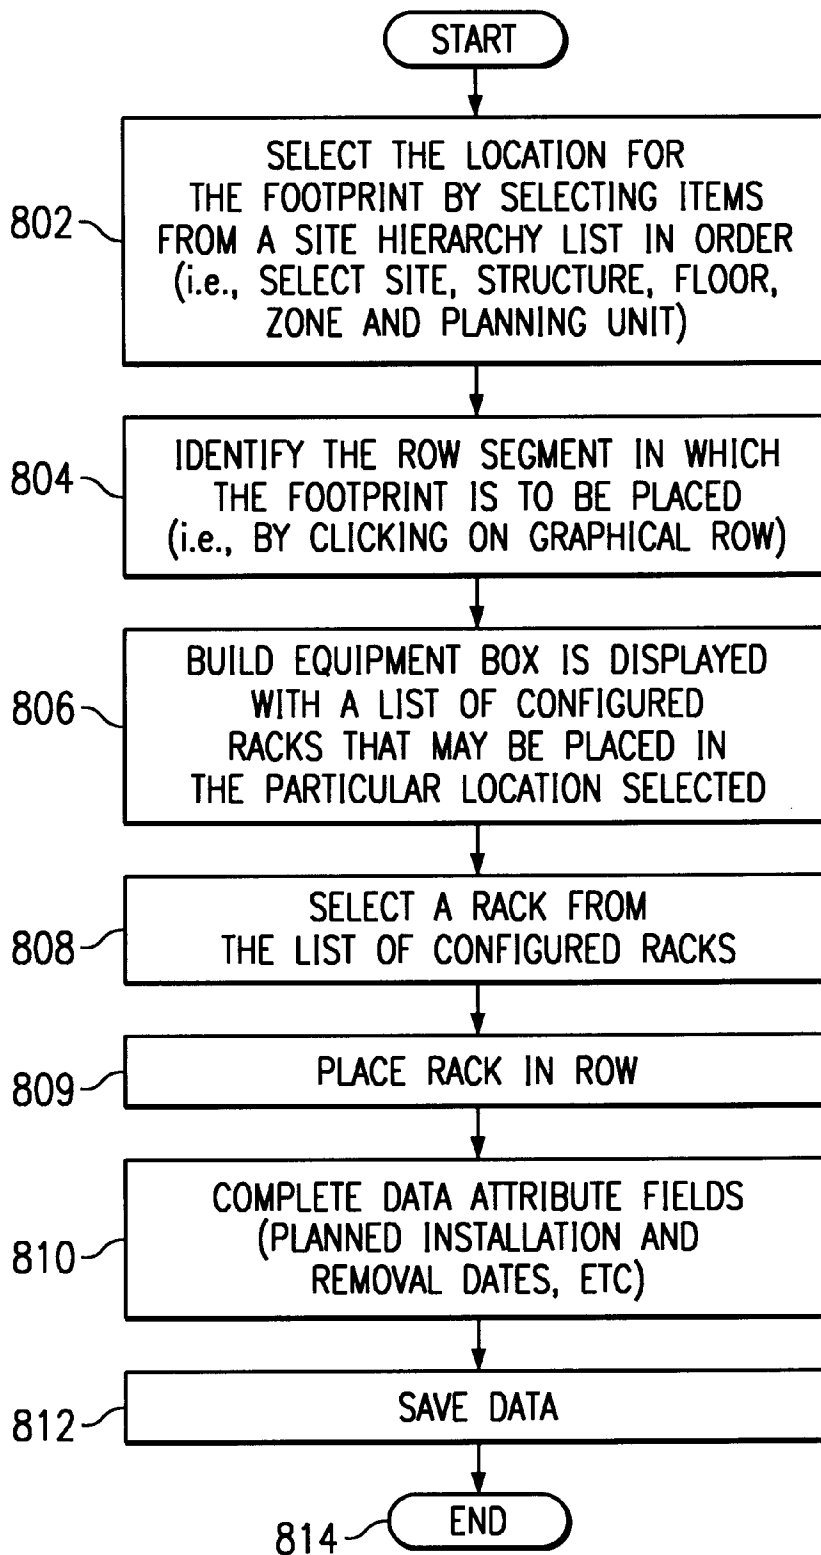 START
802
SELECT THE LOCATION FOR
THE FOOTPRINT BY SELECTING ITEMS
FROM A SITE HIERARCHY LIST IN ORDER
(i.e., SELECT SITE, STRUCTURE, FLOOR,
ZONE AND PLANNING UNIT)
804
IDENTIFY THE ROW SEGMENT IN WHICH
THE FOOTPRINT IS TO BE PLACED
(i.e., BY CLICKING ON GRAPHICAL ROW)
806
BUILD EQUIPMENT BOX IS DISPLAYED
WITH A LIST OF CONFIGURED
RACKS THAT MAY BE PLACED IN
THE PARTICULAR LOCATION SELECTED
808
SELECT A RACK FROM
THE LIST OF CONFIGURED RACKS
809
PLACE RACK IN ROW
810
COMPLETE DATA ATTRIBUTE FIELDS
(PLANNED INSTALLATION AND
REMOVAL DATES, ETC)
812
SAVE DATA
814
END